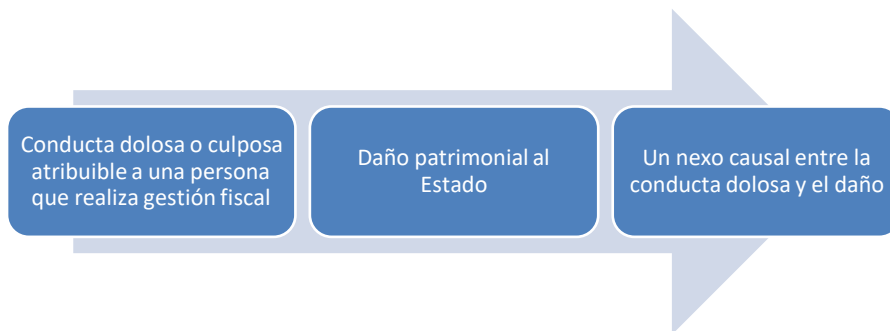 Conducta dolosa o culposa
atribuible a una persona
que realiza gestión fiscal
Daño patrimonial al
Estado
Un nexo causal entre la
conducta dolosa y el daño